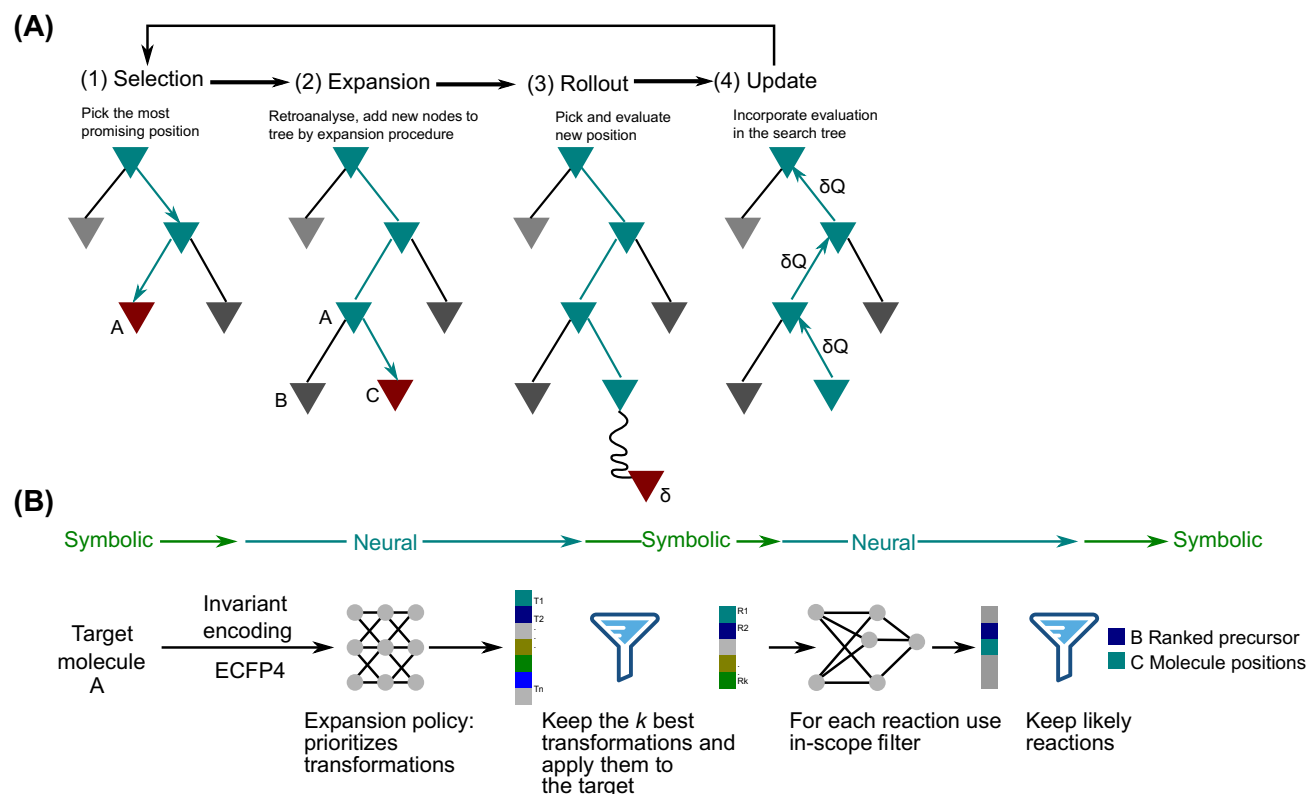 (A)
(1) Selection
(2) Expansion
(3) Rollout
(4) Update
Pick the most
promising position
Retroanalyse, add new nodes to
tree by expansion procedure
Pick and evaluate
new position
Incorporate evaluation
in the search tree
δQ
δQ
A
A
δQ
B
C
δ
(B)
Symbolic
Neural
Symbolic
Neural
Symbolic
Target
molecule
A
Invariant
encoding
ECFP4
T1
T2
.
.
Tn
R1
R2
.
.
Rk
B Ranked precursor
C Molecule positions
Expansion policy:
prioritizes
transformations
Keep the k best
transformations and
apply them to
the target
For each reaction use
in-scope filter
Keep likely
reactions